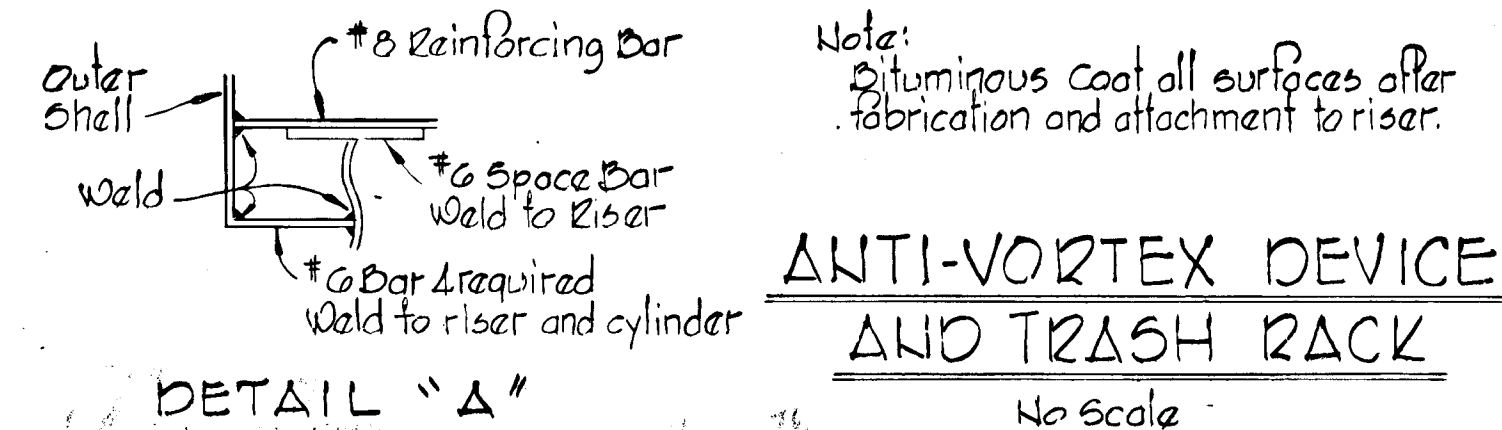 #8 Reinforcing Bar
Outer
Shell
Weld
#6 Space Bar
Weld to Riser
#6 Bar 4 required
Weld to riser and cylinder
DETAIL "A"
Note:
Bituminous Coat all surfaces after
fabrication and attachment to riser.
ANTI-VORTEX DEVICE
AND TRASH RACK
No Scale